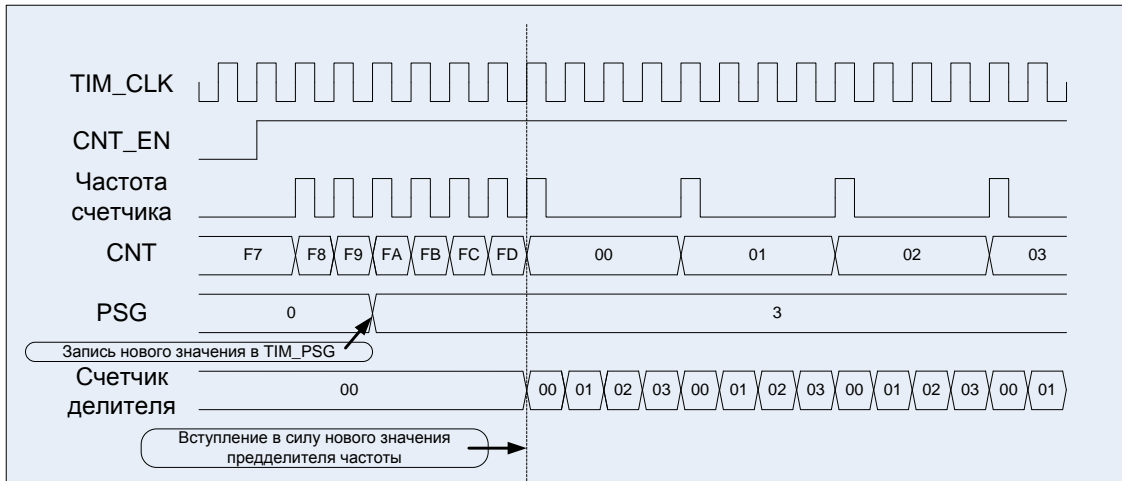 TIM_CLK
CNT_EN
Частота
счетчика
CNT F7 F8 F9 FA FB FC FD 00 01 02 03
PSG 0 3
Запись нового значения в TIM_PSG
Счетчик
делителя
00 00 01 02 03 00 01 02 03 00 01 02 03 00 01
Вступление в силу нового значения
предделителя частоты